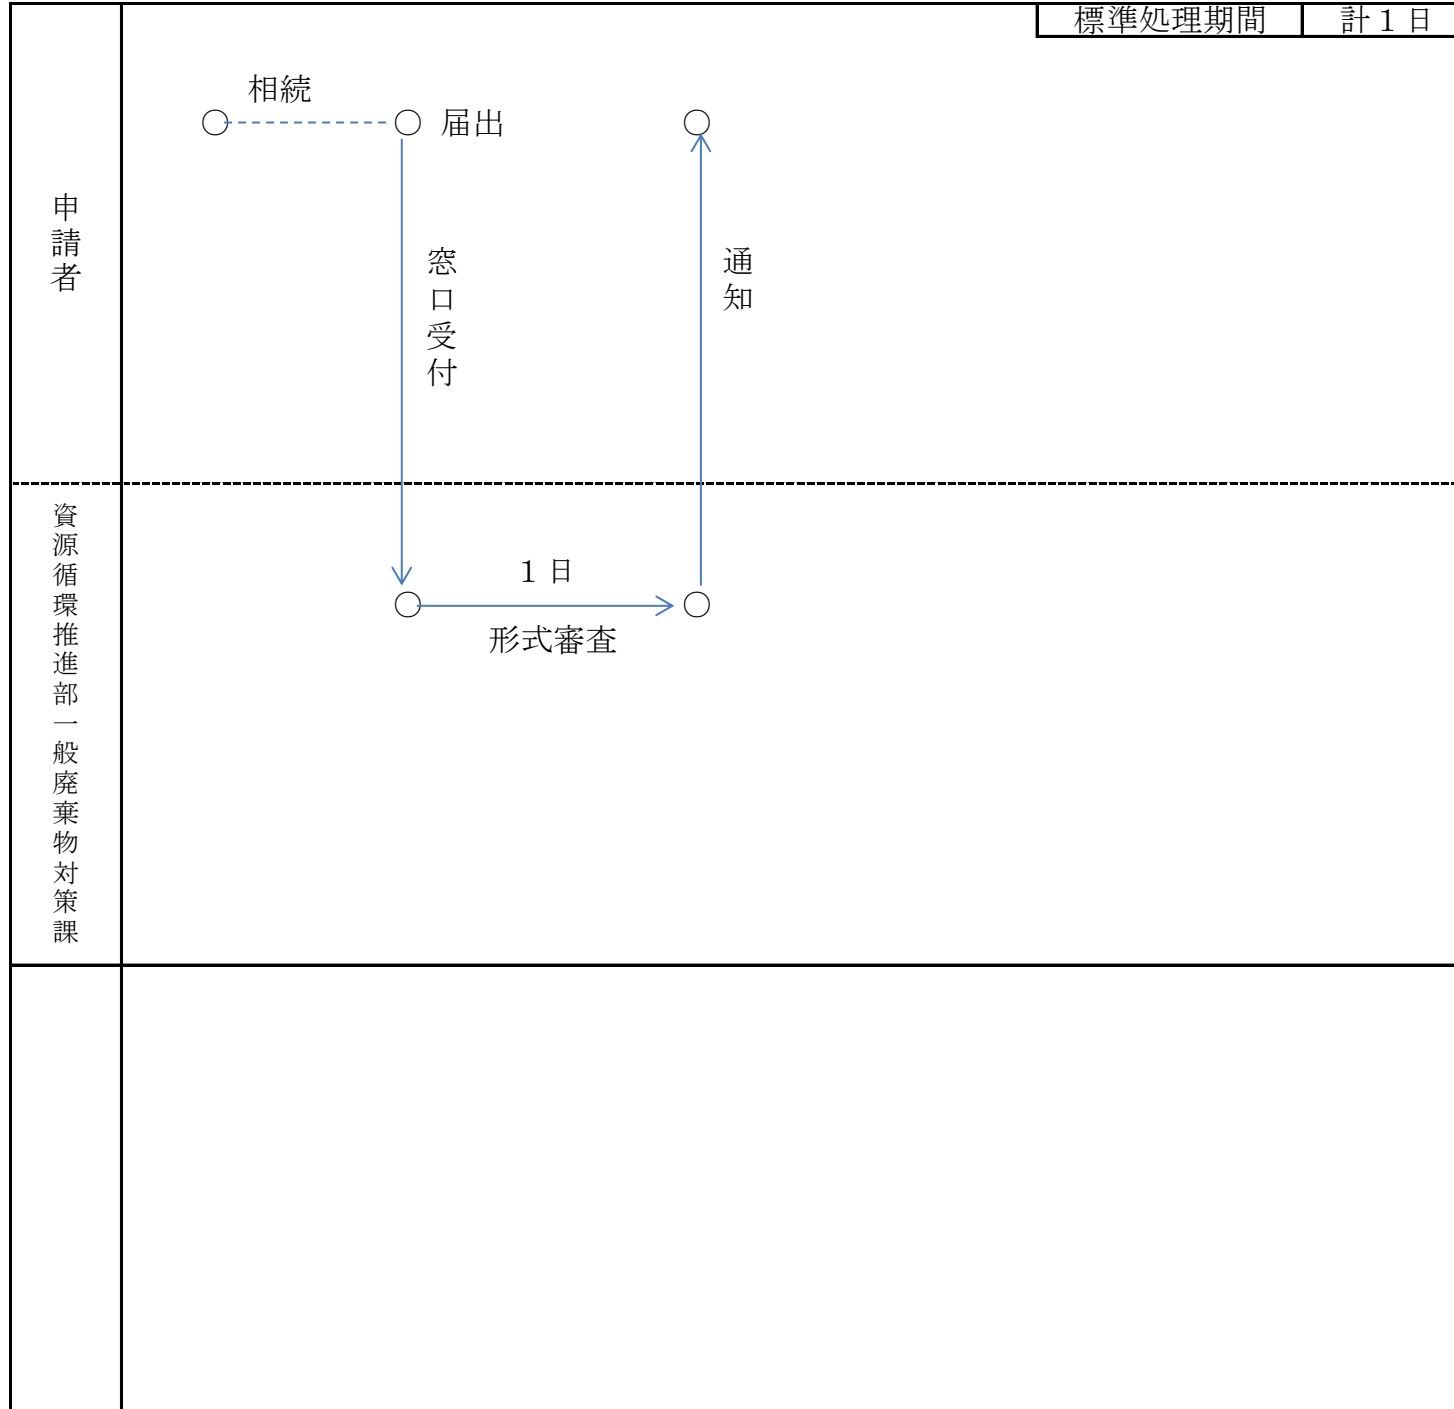 標準処理期間 計１日
相続
届出
申請者
窓口受付
通知
資源循環推進部一般廃棄物対策課
１日
形式審査